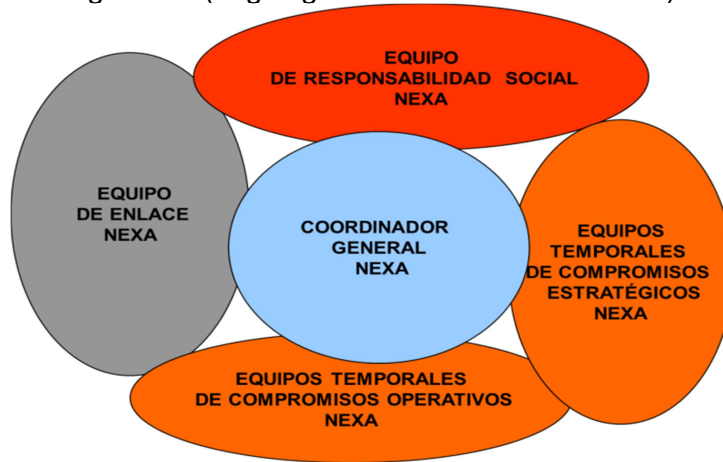 EQUIPO
DE RESPONSABILIDAD SOCIAL
NEXA
EQUIPO
DE ENLACE
NEXA
COORDINADOR
GENERAL
NEXA
EQUIPOS
TEMPORALES
DE COMPROMISOS
ESTRATÉGICOS
NEXA
EQUIPOS TEMPORALES
DE COMPROMISOS OPERATIVOS
NEXA